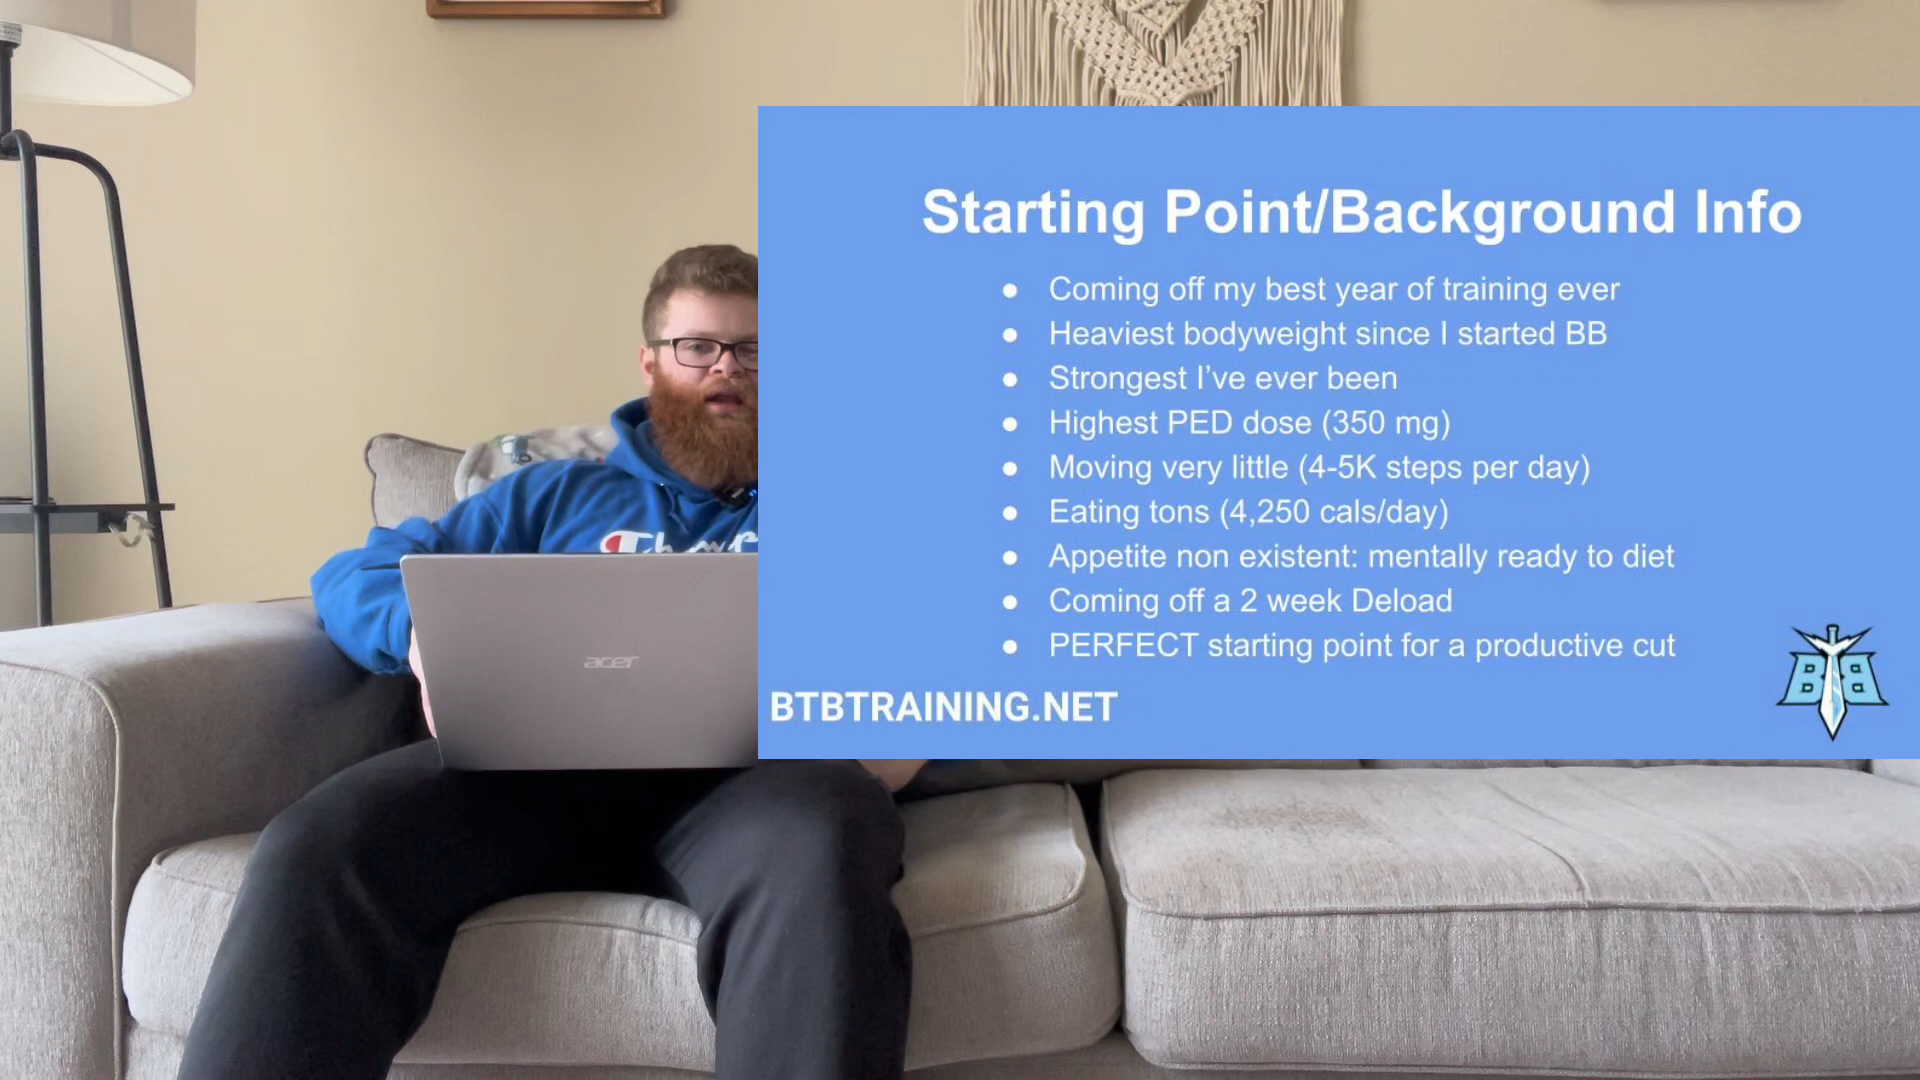 Starting Point/Background Info
● Coming off my best year of training ever
● Heaviest bodyweight since I started BB
● Strongest I’ve ever been
● Highest PED dose (350 mg)
● Moving very little (4-5K steps per day)
● Eating tons (4,250 cals/day)
● Appetite non existent: mentally ready to diet
● Coming off a 2 week Deload
● PERFECT starting point for a productive cut
BTBTRAINING.NET
BTB
acer